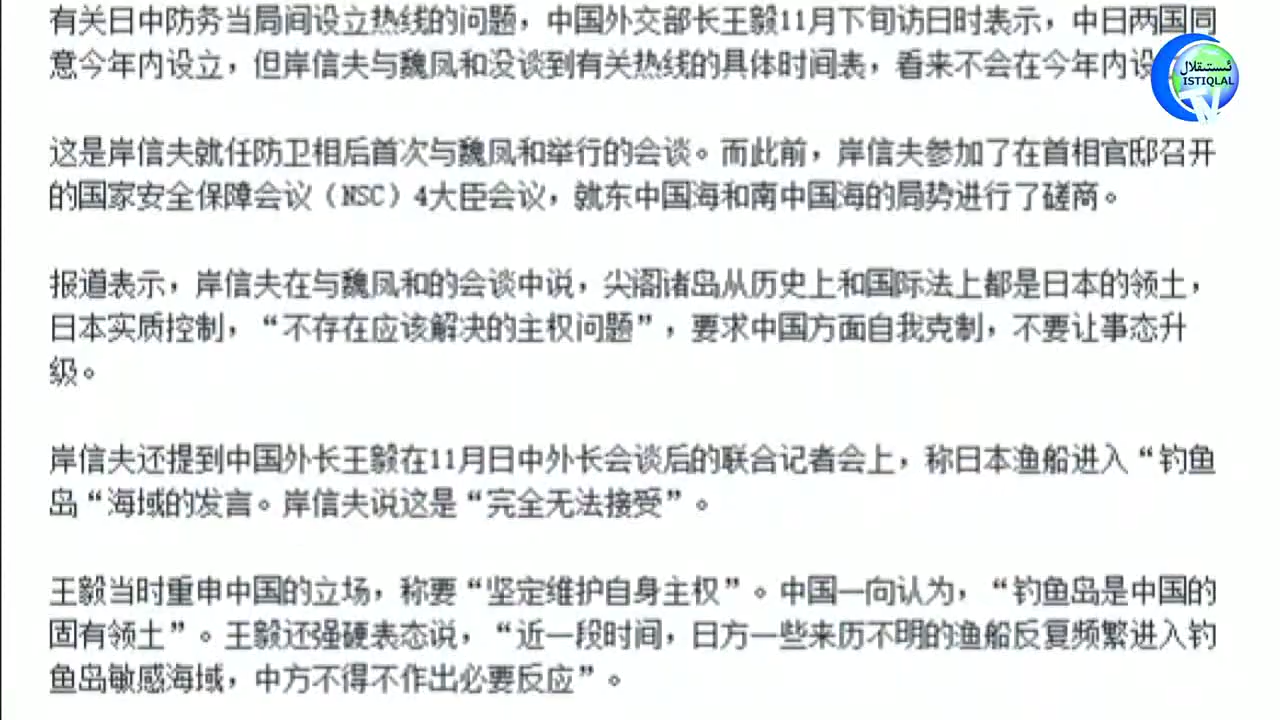 有关日中防务当局间设立热线的问题，中国外交部长王毅11月下旬访日时表示，中日两国同
意今年内设立，但岸信夫与魏凤和没谈到有关热线的具体时间表，看来不会在今年内设
ئىستىقلال
ISTIQLAL
TV
这是岸信夫就任防卫相后首次与魏凤和举行的会谈。而此前，岸信夫参加了在首相官邸召开
的国家安全保障会议（NSC）4大臣会议，就东中国海和南中国海的局势进行了磋商。
报道表示，岸信夫在与魏凤和的会谈中说，尖阁诸岛从历史上和国际法上都是日本的领土，
日本实质控制，“不存在应该解决的主权问题”，要求中国方面自我克制，不要让事态升
级。
岸信夫还提到中国外长王毅在11月日中外长会谈后的联合记者会上，称日本渔船进入“钓鱼
岛“海域的发言。岸信夫说这是“完全无法接受”。
王毅当时重申中国的立场，称要“坚定维护自身主权”。中国一向认为，“钓鱼岛是中国的
固有领土”。王毅还强硬表态说，“近一段时间，日方一些来历不明的渔船反复频繁进入钓
鱼岛敏感海域，中方不得不作出必要反应”。